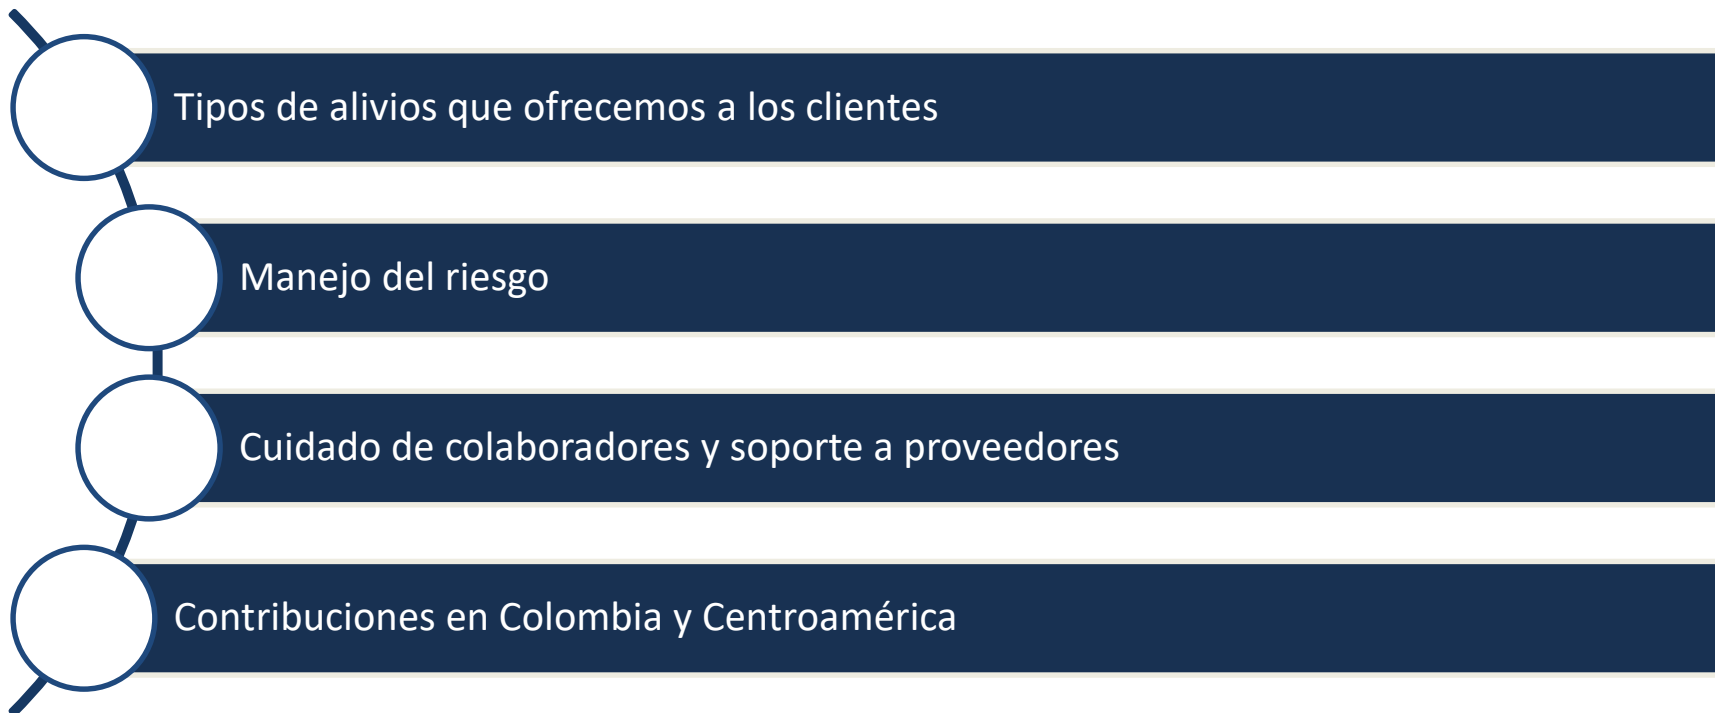 Tipos de alivios que ofrecemos a los clientes
Manejo del riesgo
Cuidado de colaboradores y soporte a proveedores
Contribuciones en Colombia y Centroamérica